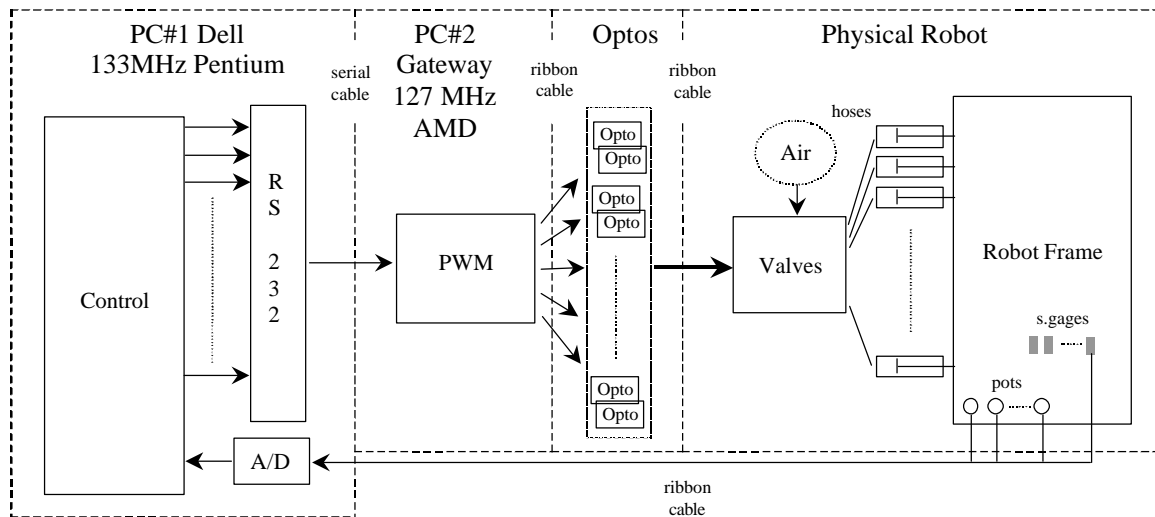 PC#1 Dell
133MHz Pentium
serial
cable
PC#2
Gateway
127 MHz
AMD
ribbon
cable
Optos
ribbon
cable
Physical Robot
Control
R
S
2
3
2
A/D
PWM
Opto
Opto
Opto
Opto
Opto
Opto
Air
hoses
Valves
Robot Frame
s.gages
pots
ribbon
cable